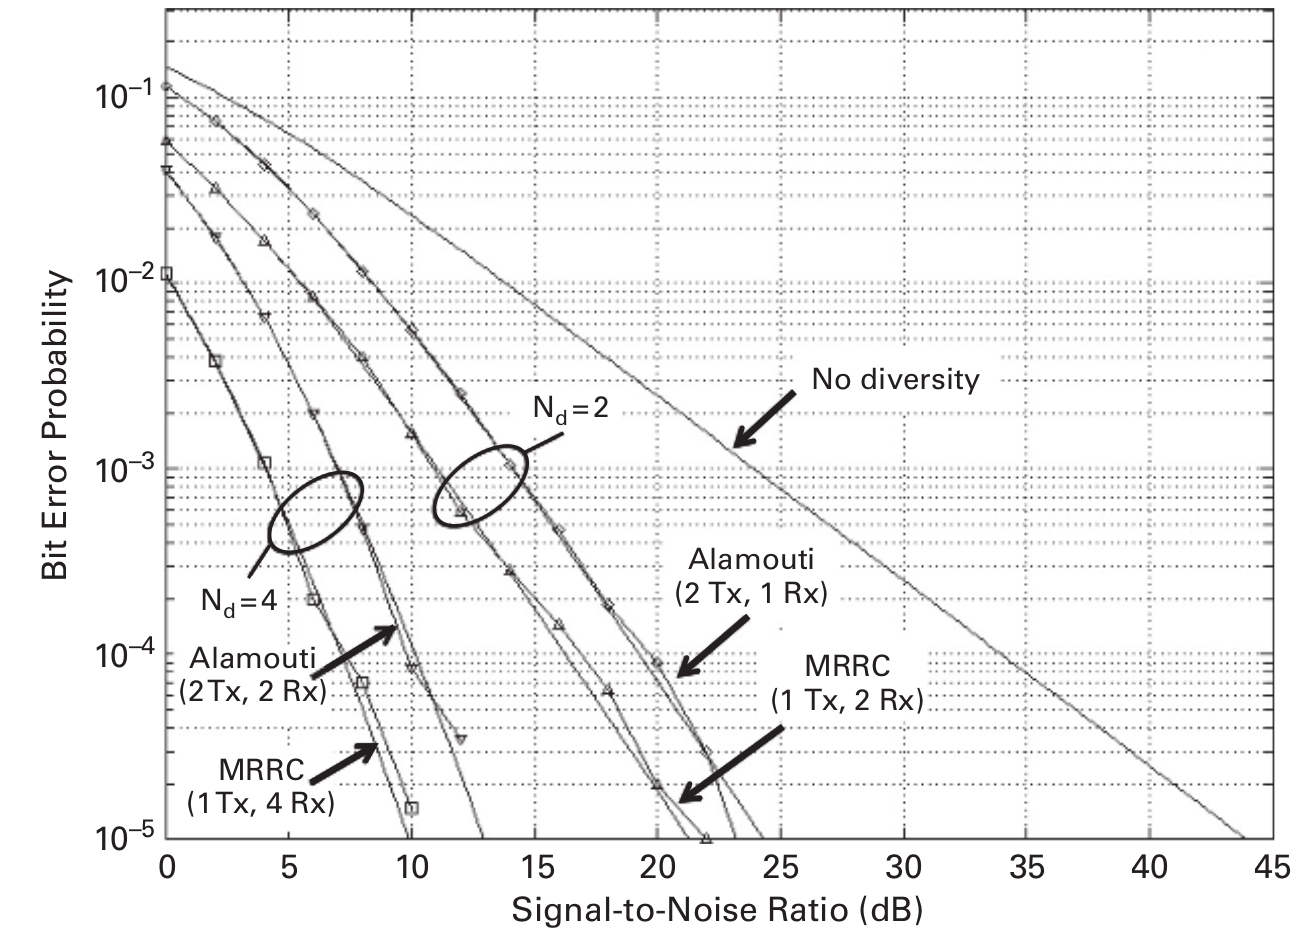 10⁻¹
10⁻²
10⁻³
10⁻⁴
10⁻⁵
Bit Error Probability
No diversity
N_d=2
Alamouti
(2 Tx, 1 Rx)
N_d=4
Alamouti
(2 Tx, 2 Rx)
MRRC
(1 Tx, 2 Rx)
MRRC
(1 Tx, 4 Rx)
0 5 10 15 20 25 30 35 40 45
Signal-to-Noise Ratio (dB)